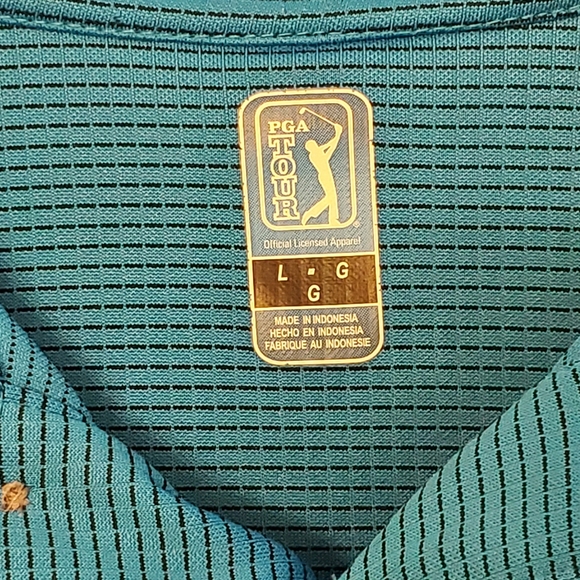 PGA
TOUR
Official Licensed Apparel
L - G
G
MADE IN INDONESIA
HECHO EN INDONESIA
FABRIQUE AU INDONESIE